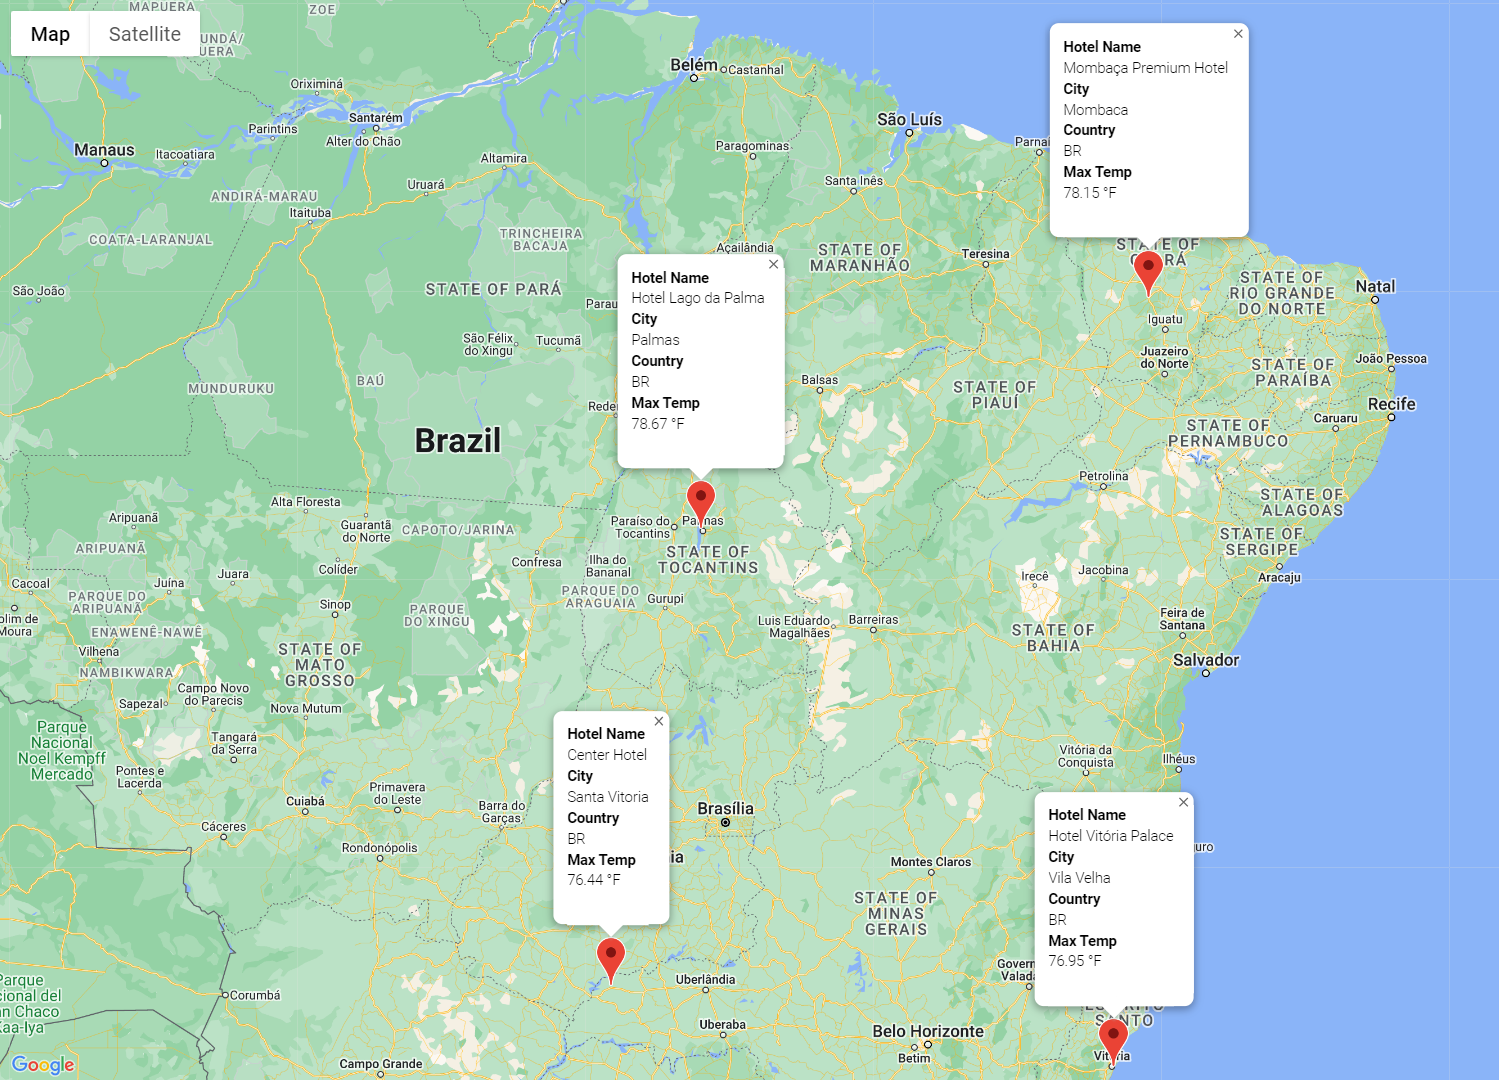 Map
Satellite
MAPUERA
ZOE
UNDÁ/
UERA
Oriximiná
Santarém
Parintins
Alter do Chão
Manaus
Itacoatiara
Belém
Castanhal
São Luís
Paragominas
Altamira
Santa Inês
Uruará
ANDIRÁ-MARAU
Itaituba
TRINCHEIRA
BACAJA
COATA-LARANJAL
Açailândia
STATE OF
MARANHÃO
Teresina
Hotel Name
Mombaça Premium Hotel
City
Mombaca
Country
BR
Max Temp
78.15 °F
STATE OF
STATE OF
RIO GRANDE
DO NORTE
Natal
São João
STATE OF PARÁ
Hotel Name
Hotel Lago da Palma
City
Palmas
Country
BR
Max Temp
78.67 °F
Iguatu
São Félix
do Xingu
Tucumã
Juazeiro
do Norte
João Pessoa
STATE OF
PARAÍBA
MUNDURUKU
BAÚ
Balsas
STATE OF
PIAUÍ
Recife
Caruaru
STATE OF
PERNAMBUCO
Brazil
Petrolina
STATE OF
ALAGOAS
Alta Floresta
Aripuanã
Guarantã
do Norte
CAPOTO/JARINA
Paraíso do
Tocantins
Palmas
STATE OF
TOCANTINS
STATE OF
SERGIPE
ARIPUANÃ
Colíder
Confresa
Ilha do
Bananal
Irecê
Jacobina
Aracaju
Cacoal
Juína
Juara
PARQUE DO
ARIPUANÃ
Sinop
PARQUE
DO XINGU
PARQUE DO
ARAGUAIA
Gurupi
olim de
Moura
ENAWENÊ-NAWÊ
Luis Eduardo
Magalhães
Barreiras
Feira de
Santana
STATE OF
BAHIA
Vilhena
STATE OF
MATO
GROSSO
Salvador
NAMBIKWARA
Sapezal
Campo Novo
do Parecis
Nova Mutum
Parque
Nacional
Noel Kempff
Mercado
Tangará
da Serra
Hotel Name
Center Hotel
City
Santa Vitoria
Country
BR
Max Temp
76.44 °F
Vitória da
Conquista
Ilhéus
Pontes e
Lacerda
Primavera
do Leste
Cuiabá
Barra do
Garças
Brasília
Cáceres
Rondonópolis
Montes Claros
STATE OF
MINAS
GERAIS
Hotel Name
Hotel Vitória Palace
City
Vila Velha
Country
BR
Max Temp
76.95 °F
Parque
cional del
an Chaco
Kaa-Iya
Corumbá
Uberlândia
Uberaba
Belo Horizonte
Betim
Campo Grande
Vitória
Google